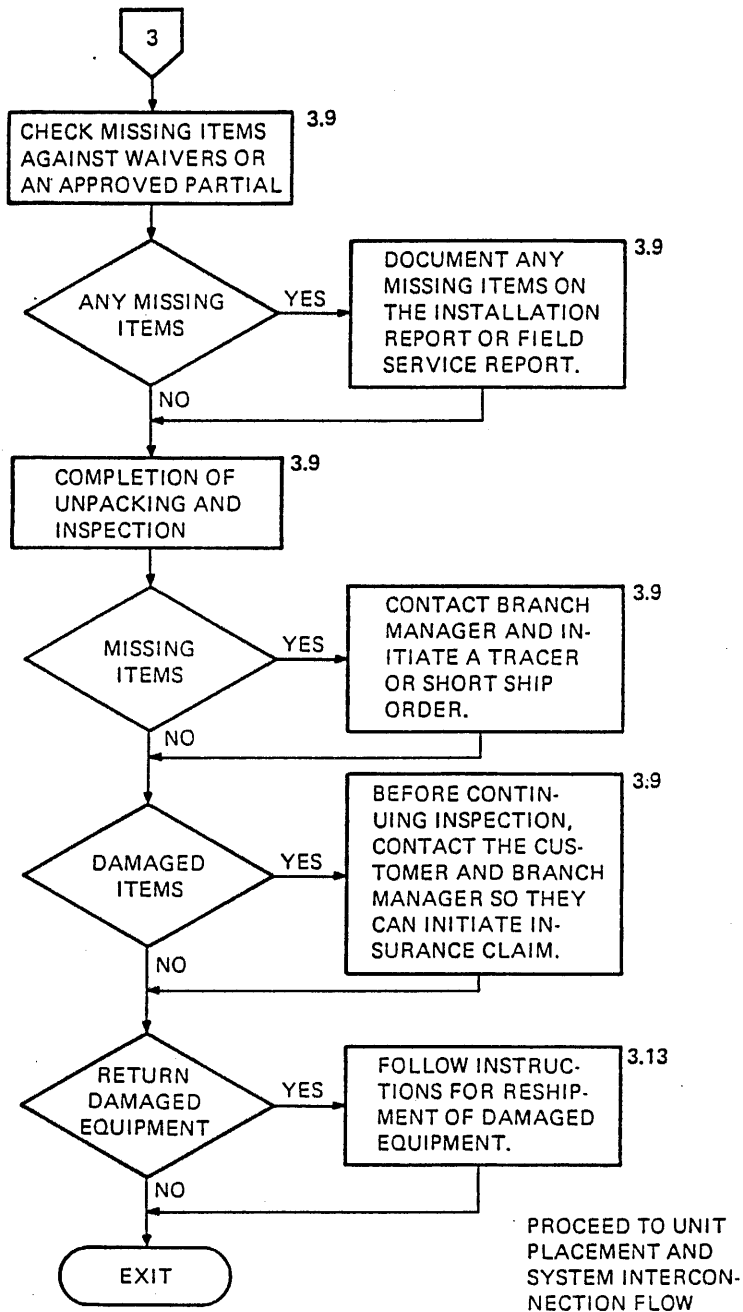 3
3.9
CHECK MISSING ITEMS
AGAINST WAIVERS OR
AN APPROVED PARTIAL
ANY MISSING
ITEMS
YES
3.9
DOCUMENT ANY
MISSING ITEMS ON
THE INSTALLATION
REPORT OR FIELD
SERVICE REPORT.
NO
3.9
COMPLETION OF
UNPACKING AND
INSPECTION
MISSING
ITEMS
YES
3.9
CONTACT BRANCH
MANAGER AND IN-
ITIATE A TRACER
OR SHORT SHIP
ORDER.
NO
DAMAGED
ITEMS
YES
3.9
BEFORE CONTIN-
UING INSPECTION,
CONTACT THE CUS-
TOMER AND BRANCH
MANAGER SO THEY
CAN INITIATE IN-
SURANCE CLAIM.
NO
RETURN
DAMAGED
EQUIPMENT
YES
3.13
FOLLOW INSTRUC-
TIONS FOR RESHIP-
MENT OF DAMAGED
EQUIPMENT.
NO
EXIT
PROCEED TO UNIT
PLACEMENT AND
SYSTEM INTERCON-
NECTION FLOW